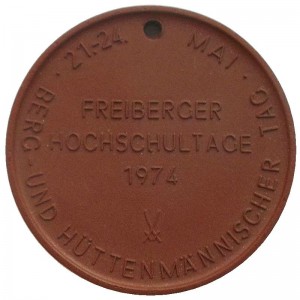 · 21.-24. MAI ·
BERG- UND HÜTTENMÄNNISCHER TAG
FREIBERGER
HOCHSCHULTAGE
1974